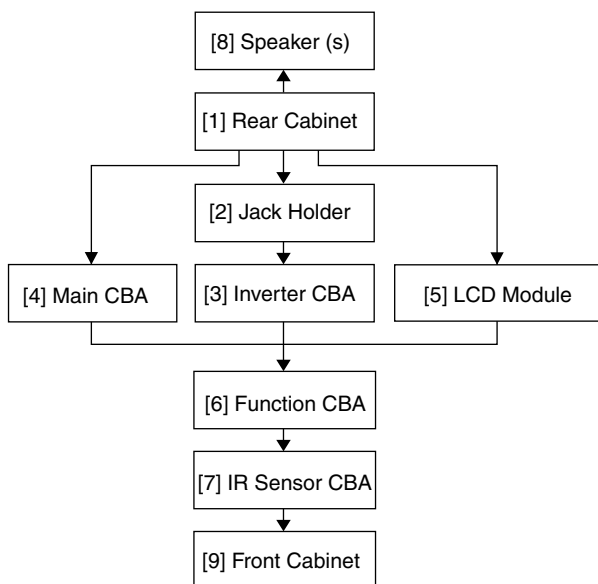 [8] Speaker (s)
[1] Rear Cabinet
[2] Jack Holder
[4] Main CBA
[3] Inverter CBA
[5] LCD Module
[6] Function CBA
[7] IR Sensor CBA
[9] Front Cabinet